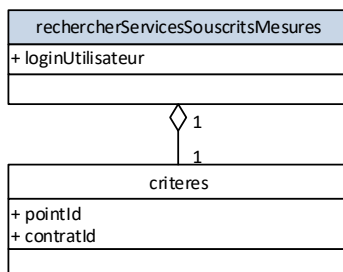 rechercherServicesSouscritsMesures
+ loginUtilisateur
1
1
criteres
+ pointId
+ contratId